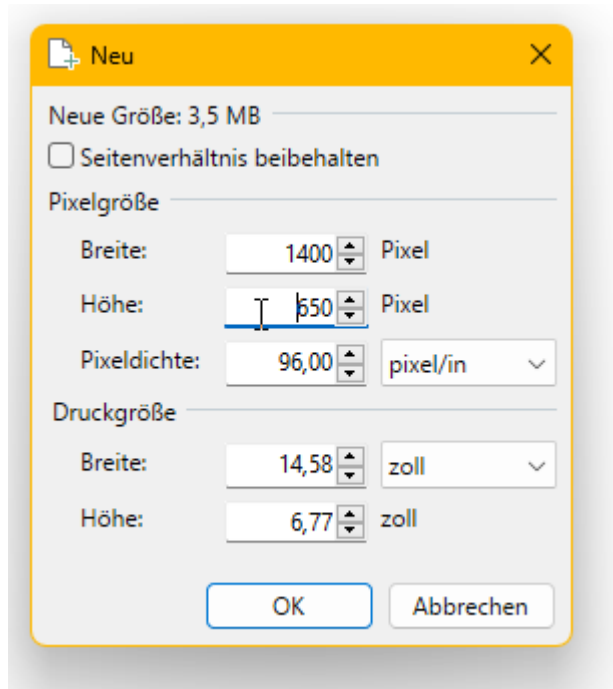 Neu
Neue Größe: 3,5 MB
Seitenverhältnis beibehalten
Pixelgröße
Breite: 1400 Pixel
Höhe: 650 Pixel
Pixeldichte: 96,00 pixel/in
Druckgröße
Breite: 14,58 zoll
Höhe: 6,77 zoll
OK Abbrechen